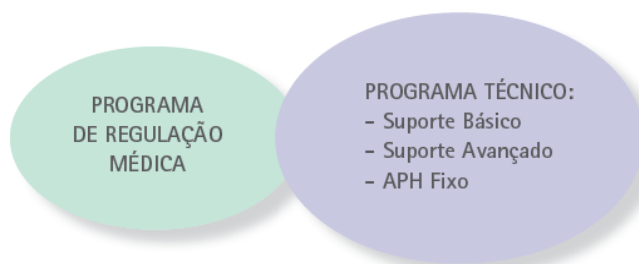 PROGRAMA
DE REGULAÇÃO
MÉDICA
PROGRAMA TÉCNICO:
– Suporte Básico
– Suporte Avançado
– APH Fixo